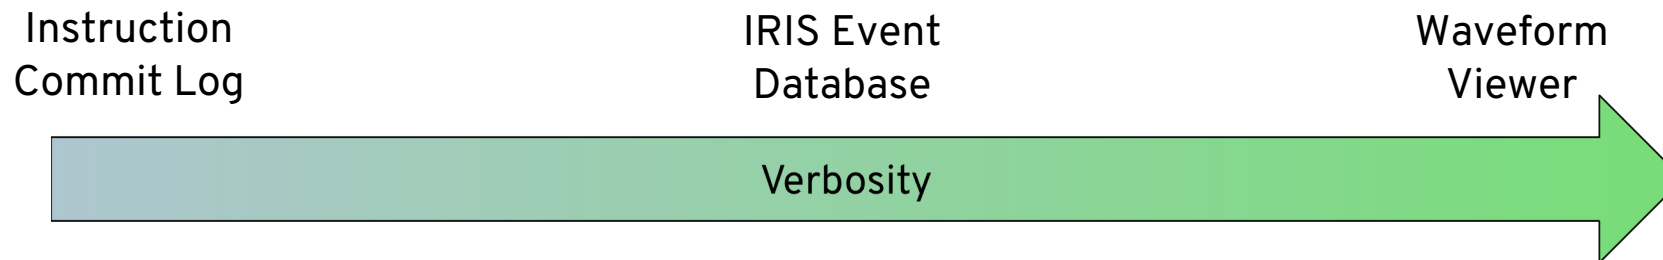 Instruction
Commit Log
IRIS Event
Database
Waveform
Viewer
Verbosity